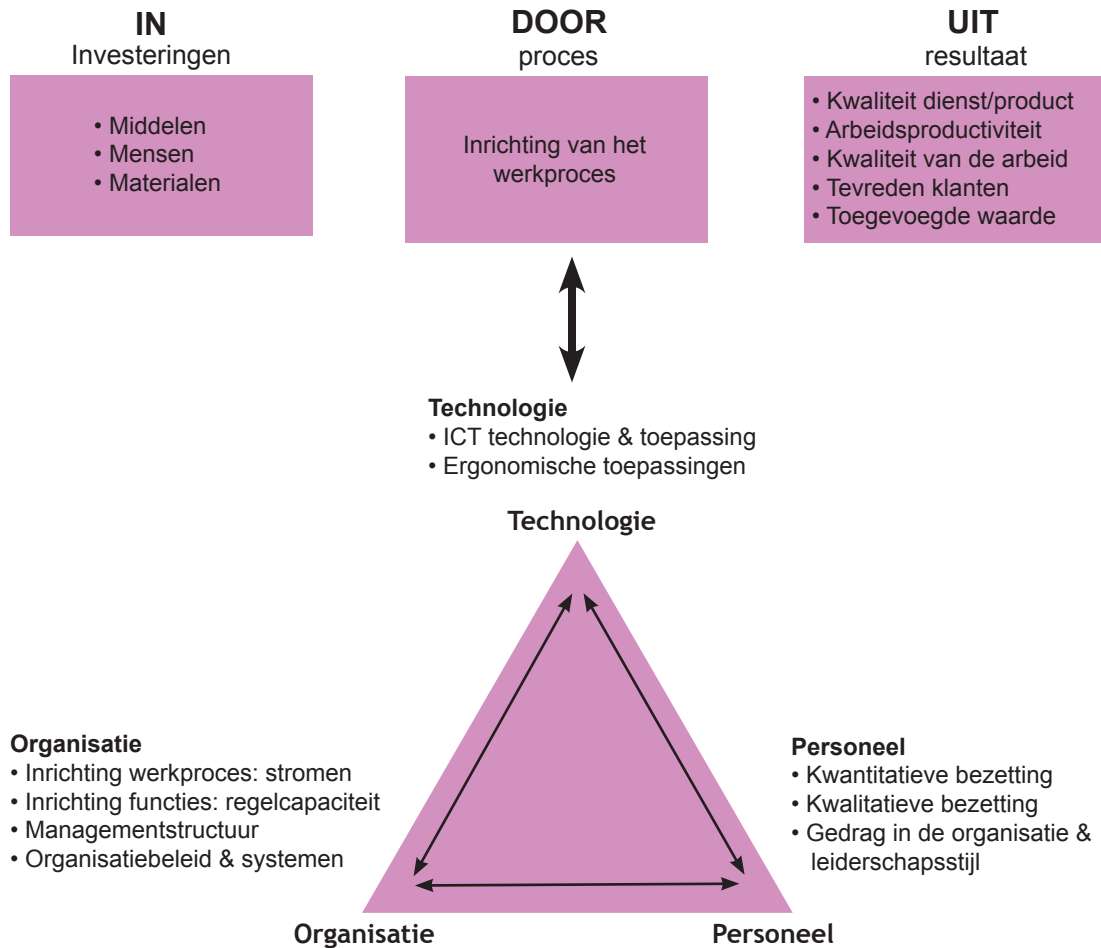 IN
Investeringen
• Middelen
• Mensen
• Materialen
DOOR
proces
Inrichting van het
werkproces
UIT
resultaat
• Kwaliteit dienst/product
• Arbeidsproductiviteit
• Kwaliteit van de arbeid
• Tevreden klanten
• Toegevoegde waarde
Technologie
• ICT technologie & toepassing
• Ergonomische toepassingen
Technologie
Organisatie
• Inrichting werkproces: stromen
• Inrichting functies: regelcapaciteit
• Managementstructuur
• Organisatiebeleid & systemen
Personeel
• Kwantitatieve bezetting
• Kwalitatieve bezetting
• Gedrag in de organisatie &
leiderschapsstijl
Organisatie
Personeel